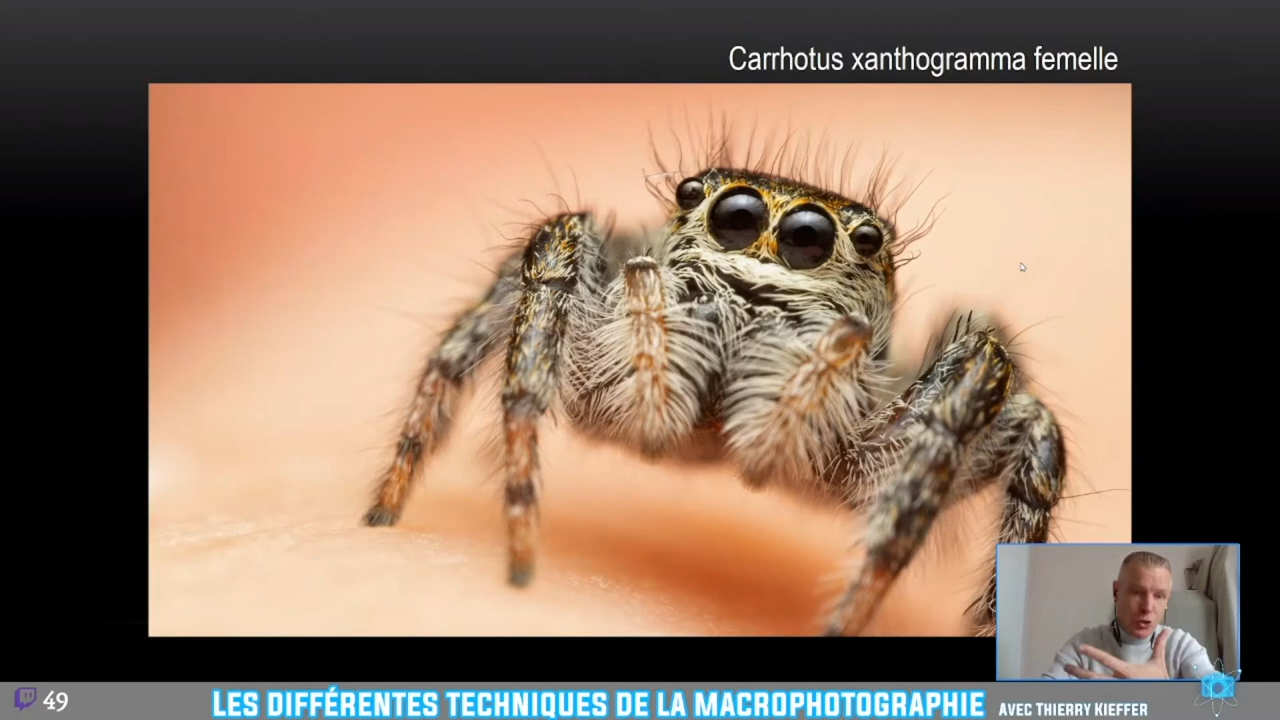 Carrhotus xanthogramma femelle
49
LES DIFFÉRENTES TECHNIQUES DE LA MACROPHOTOGRAPHIE AVEC THIERRY KIEFFER